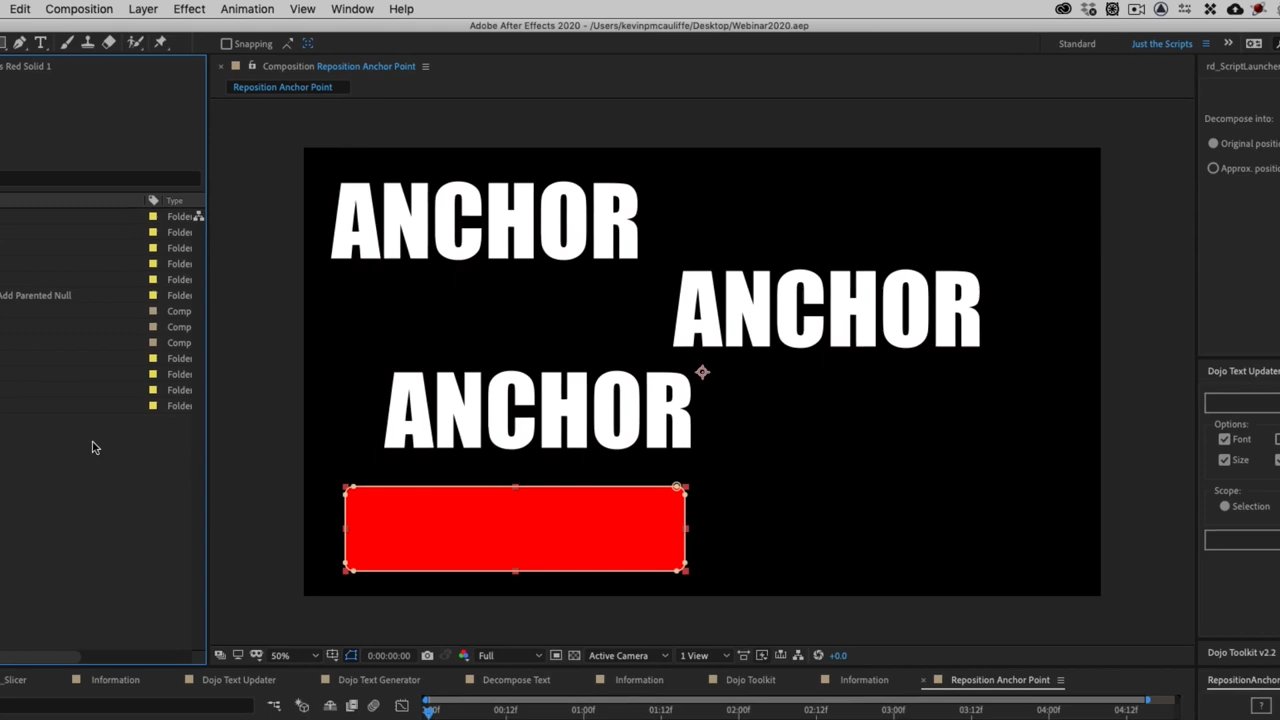 Edit Composition Layer Effect Animation View Window Help
Adobe After Effects 2020 - /Users/kevinpmcauliffe/Desktop/Webinar2020.aep
Snapping
Standard
Just the Scripts
s Red Solid 1
Composition Reposition Anchor Point
rd_ScriptLauncher
Reposition Anchor Point
Decompose into:
Original positi
Approx. positio
Type
Folder
Folder
Folder
Folder
Folder
Add Parented Null Folder
Comp
Comp
Comp
Folder
Folder
Folder
Folder
ANCHOR
ANCHOR
ANCHOR
Dojo Text Updater
Options:
Font
Size
Scope:
Selection
50%
0:00:00:00
Full
Active Camera
1 View
+0.0
Dojo Toolkit v2.2
_Slicer
Information
Dojo Text Updater
Dojo Text Generator
Decompose Text
Information
Dojo Toolkit
Information
Reposition Anchor Point
RepositionAnchor
?
00f 00:12f 01:00f 01:12f 02:00f 02:12f 03:00f 03:12f 04:00f 04:12f